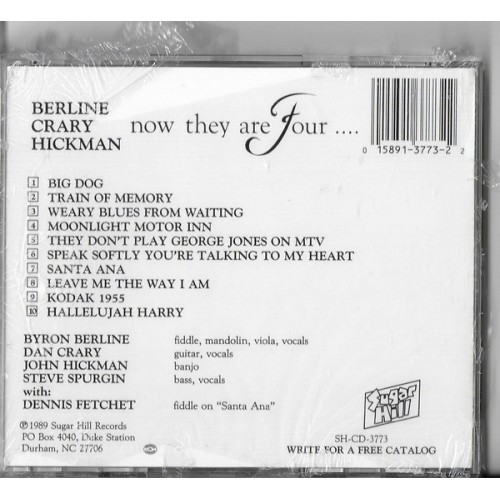 BERLINE
CRARY
HICKMAN
now they are Four ....
0 15891-3773-2 2
1 BIG DOG
2 TRAIN OF MEMORY
3 WEARY BLUES FROM WAITING
4 MOONLIGHT MOTOR INN
5 THEY DON'T PLAY GEORGE JONES ON MTV
6 SPEAK SOFTLY YOU'RE TALKING TO MY HEART
7 SANTA ANA
8 LEAVE ME THE WAY I AM
9 KODAK 1955
10 HALLELUJAH HARRY
BYRON BERLINE fiddle, mandolin, viola, vocals
DAN CRARY guitar, vocals
JOHN HICKMAN banjo
STEVE SPURGIN bass, vocals
with:
DENNIS FETCHET fiddle on "Santa Ana"
Sugar Hill
℗1989 Sugar Hill Records
PO Box 4040, Duke Station
Durham, NC 27706
SH-CD-3773
WRITE FOR A FREE CATALOG